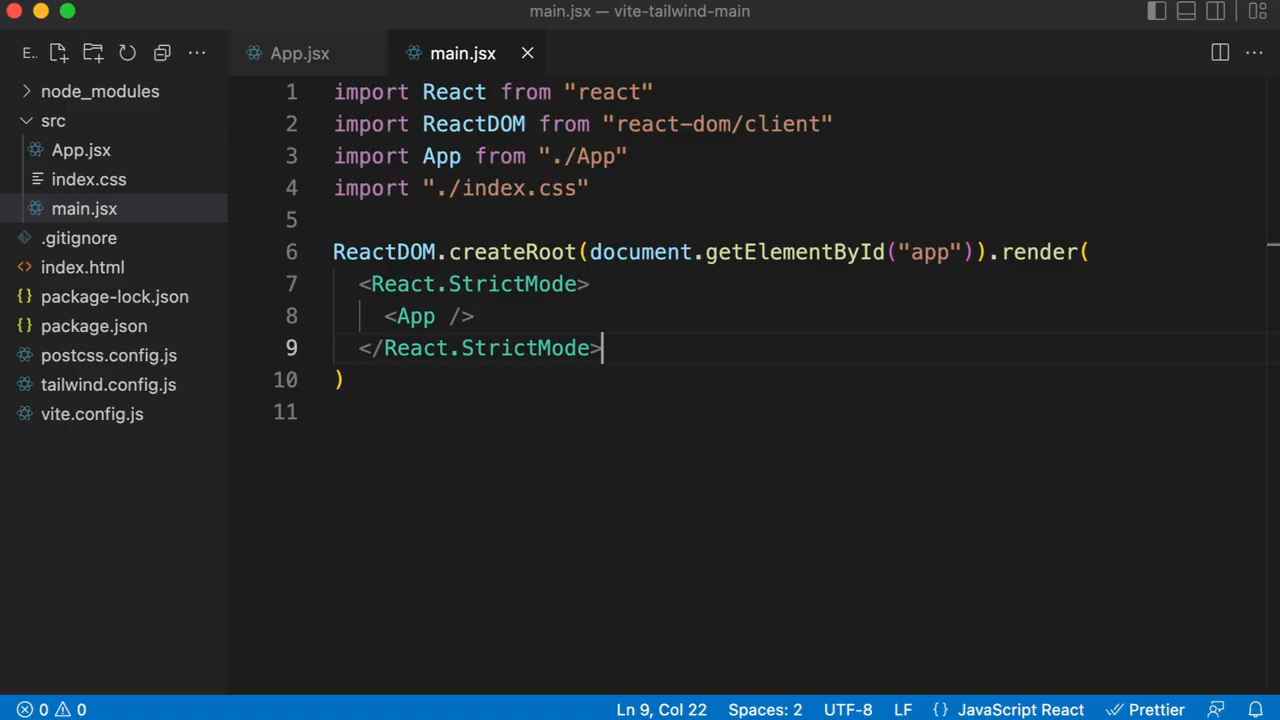 main.jsx — vite-tailwind-main
E..
App.jsx
main.jsx
node_modules
src
App.jsx
index.css
main.jsx
.gitignore
index.html
package-lock.json
package.json
postcss.config.js
tailwind.config.js
vite.config.js
1 import React from "react"
2 import ReactDOM from "react-dom/client"
3 import App from "./App"
4 import "./index.css"
5
6 ReactDOM.createRoot(document.getElementById("app")).render(
7 <React.StrictMode>
8 <App />
9 </React.StrictMode>
10 )
11
0 0 Ln 9, Col 22 Spaces: 2 UTF-8 LF {} JavaScript React Prettier